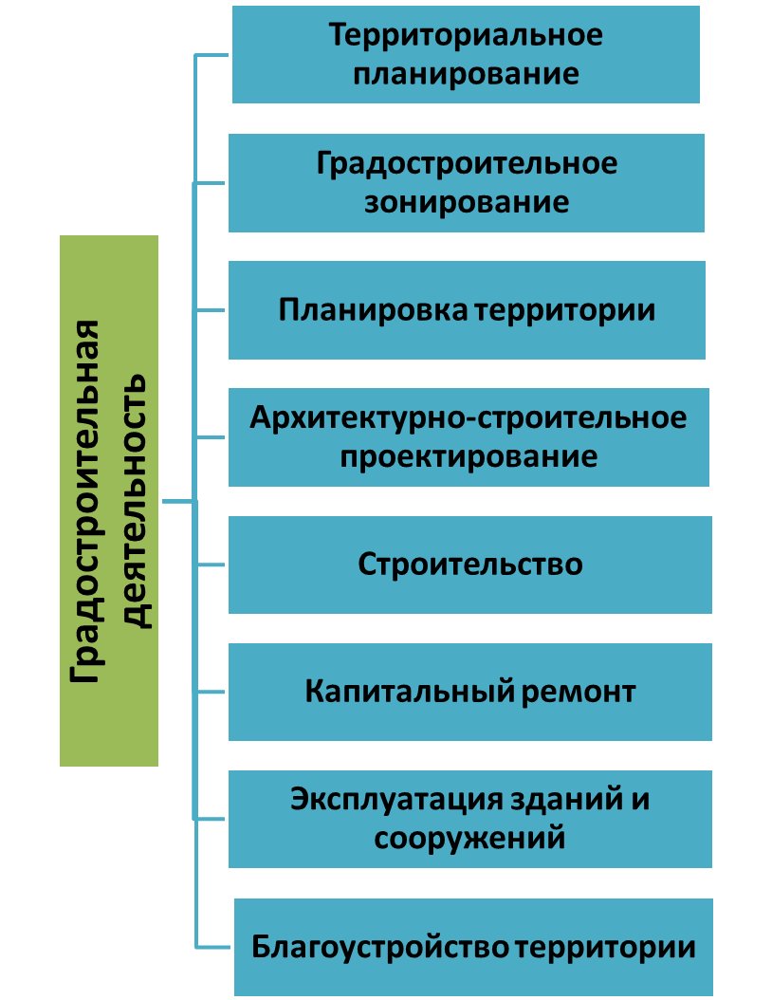 Градостроительная
деятельность
Территориальное
планирование
Градостроительное
зонирование
Планировка территории
Архитектурно-строительное
проектирование
Строительство
Капитальный ремонт
Эксплуатация зданий и
сооружений
Благоустройство территории